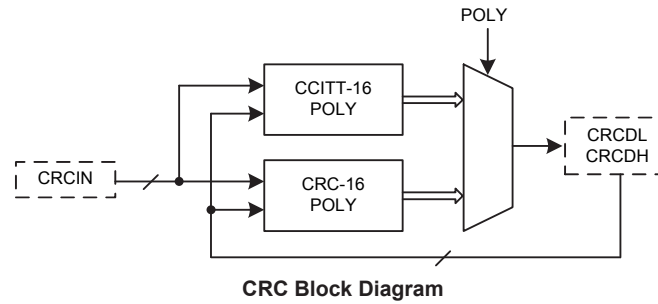 POLY
CCITT-16
POLY
CRCDL
CRCDH
CRCIN
CRC-16
POLY
CRC Block Diagram